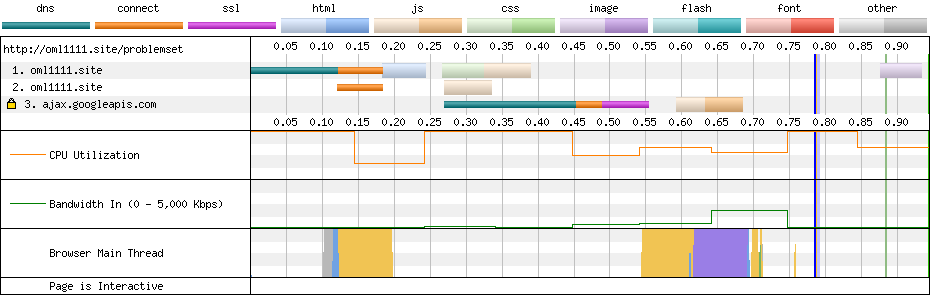 dns connect ssl html js css image flash font other
http://oml1111.site/problemset
0.05 0.10 0.15 0.20 0.25 0.30 0.35 0.40 0.45 0.50 0.55 0.60 0.65 0.70 0.75 0.80 0.85 0.90
1. oml1111.site
2. oml1111.site
3. ajax.googleapis.com
0.05 0.10 0.15 0.20 0.25 0.30 0.35 0.40 0.45 0.50 0.55 0.60 0.65 0.70 0.75 0.80 0.85 0.90
CPU Utilization
Bandwidth In (0 - 5,000 Kbps)
Browser Main Thread
Page is Interactive